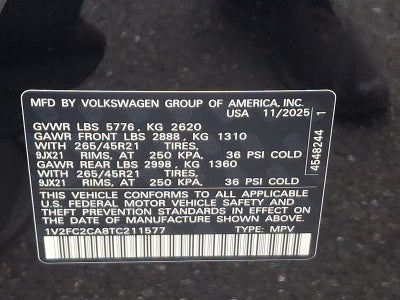 MFD. BY VOLKSWAGEN GROUP OF AMERICA, INC.
USA 11/2025
GVWR LBS 5776, KG 2620
GAWR FRONT LBS 2888, KG 1310
WITH 265/45R21 TIRES,
9JX21 RIMS, AT 250 KPA, 36 PSI COLD
GAWR REAR LBS 2998, KG 1360
WITH 265/45R21 TIRES,
9JX21 RIMS, AT 250 KPA, 36 PSI COLD
THIS VEHICLE CONFORMS TO ALL APPLICABLE
U.S. FEDERAL MOTOR VEHICLE SAFETY AND
THEFT PREVENTION STANDARDS IN EFFECT ON THE
DATE OF MANUFACTURE SHOWN ABOVE.
1V2FC2CA8TC211577 TYPE: MPV
4548244 1